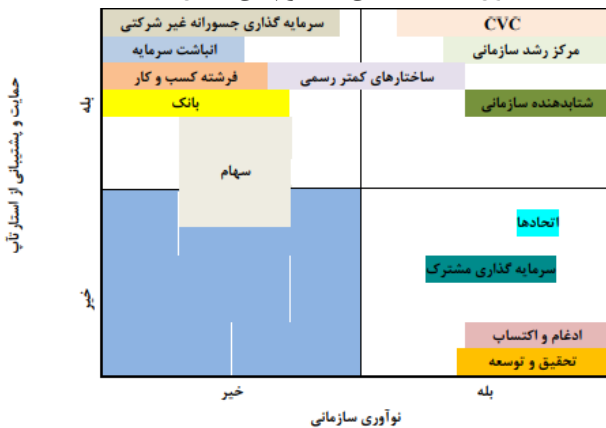 سرمایه گذاری جسورانه غیر شرکتی
CVC
انباشت سرمایه
مرکز رشد سازمانی
فرشته کسب و کار
ساختارهای کمتر رسمی
بانک
شتابدهنده سازمانی
سهام
اتحادها
سرمایه گذاری مشترک
ادغام و اکتساب
تحقیق و توسعه
حمایت و پشتیبانی از استارتآپ
بله
خیر
خیر
بله
نوآوری سازمانی